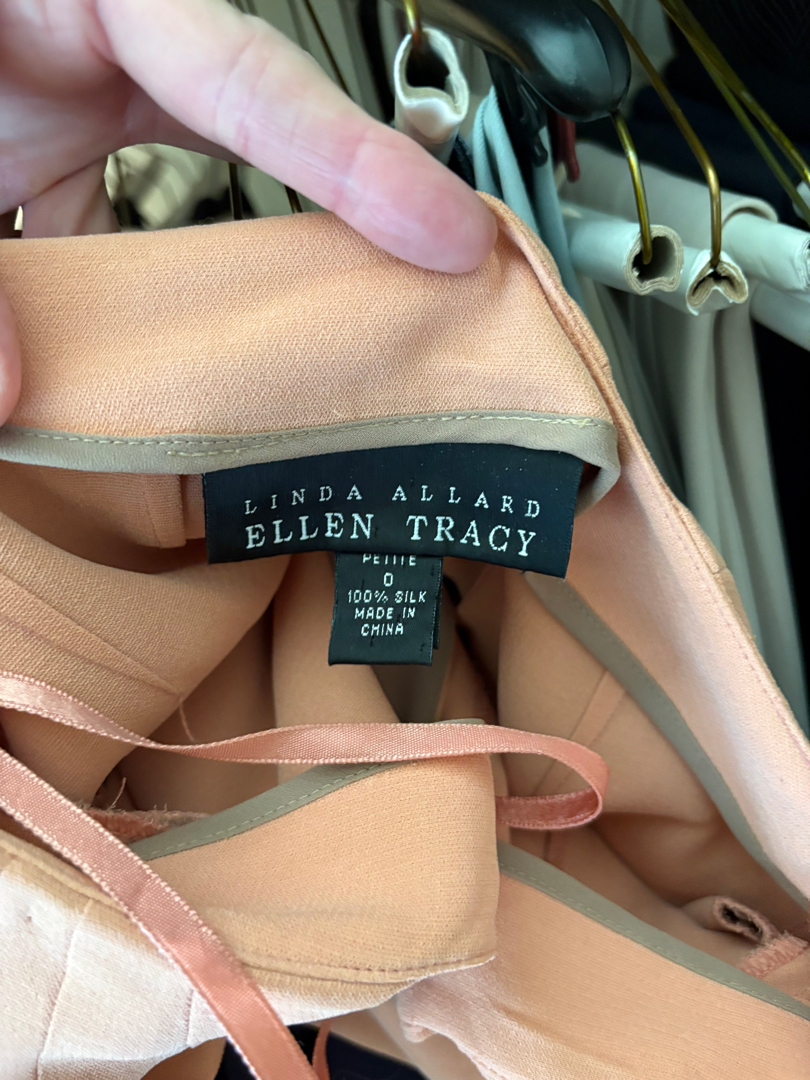 LINDA ALLARD
ELLEN TRACY
PETITE
0
100% SILK
MADE IN
CHINA